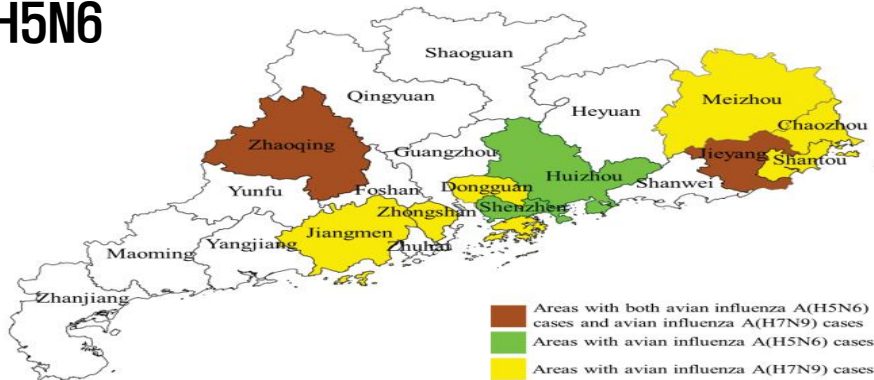 H5N6
Shaoguan
Qingyuan
Heyuan
Meizhou
Chaozhou
Zhaoqing
Guangzhou
Jieyang
Shantou
Yunfu
Foshan
Dongguan
Huizhou
Shanwei
Zhongshan
Shenzhen
Jiangmen
Zhuhai
Maoming
Yangjiang
Zhanjiang
Areas with both avian influenza A(H5N6)
cases and avian influenza A(H7N9) cases
Areas with avian influenza A(H5N6) cases
Areas with avian influenza A(H7N9) cases